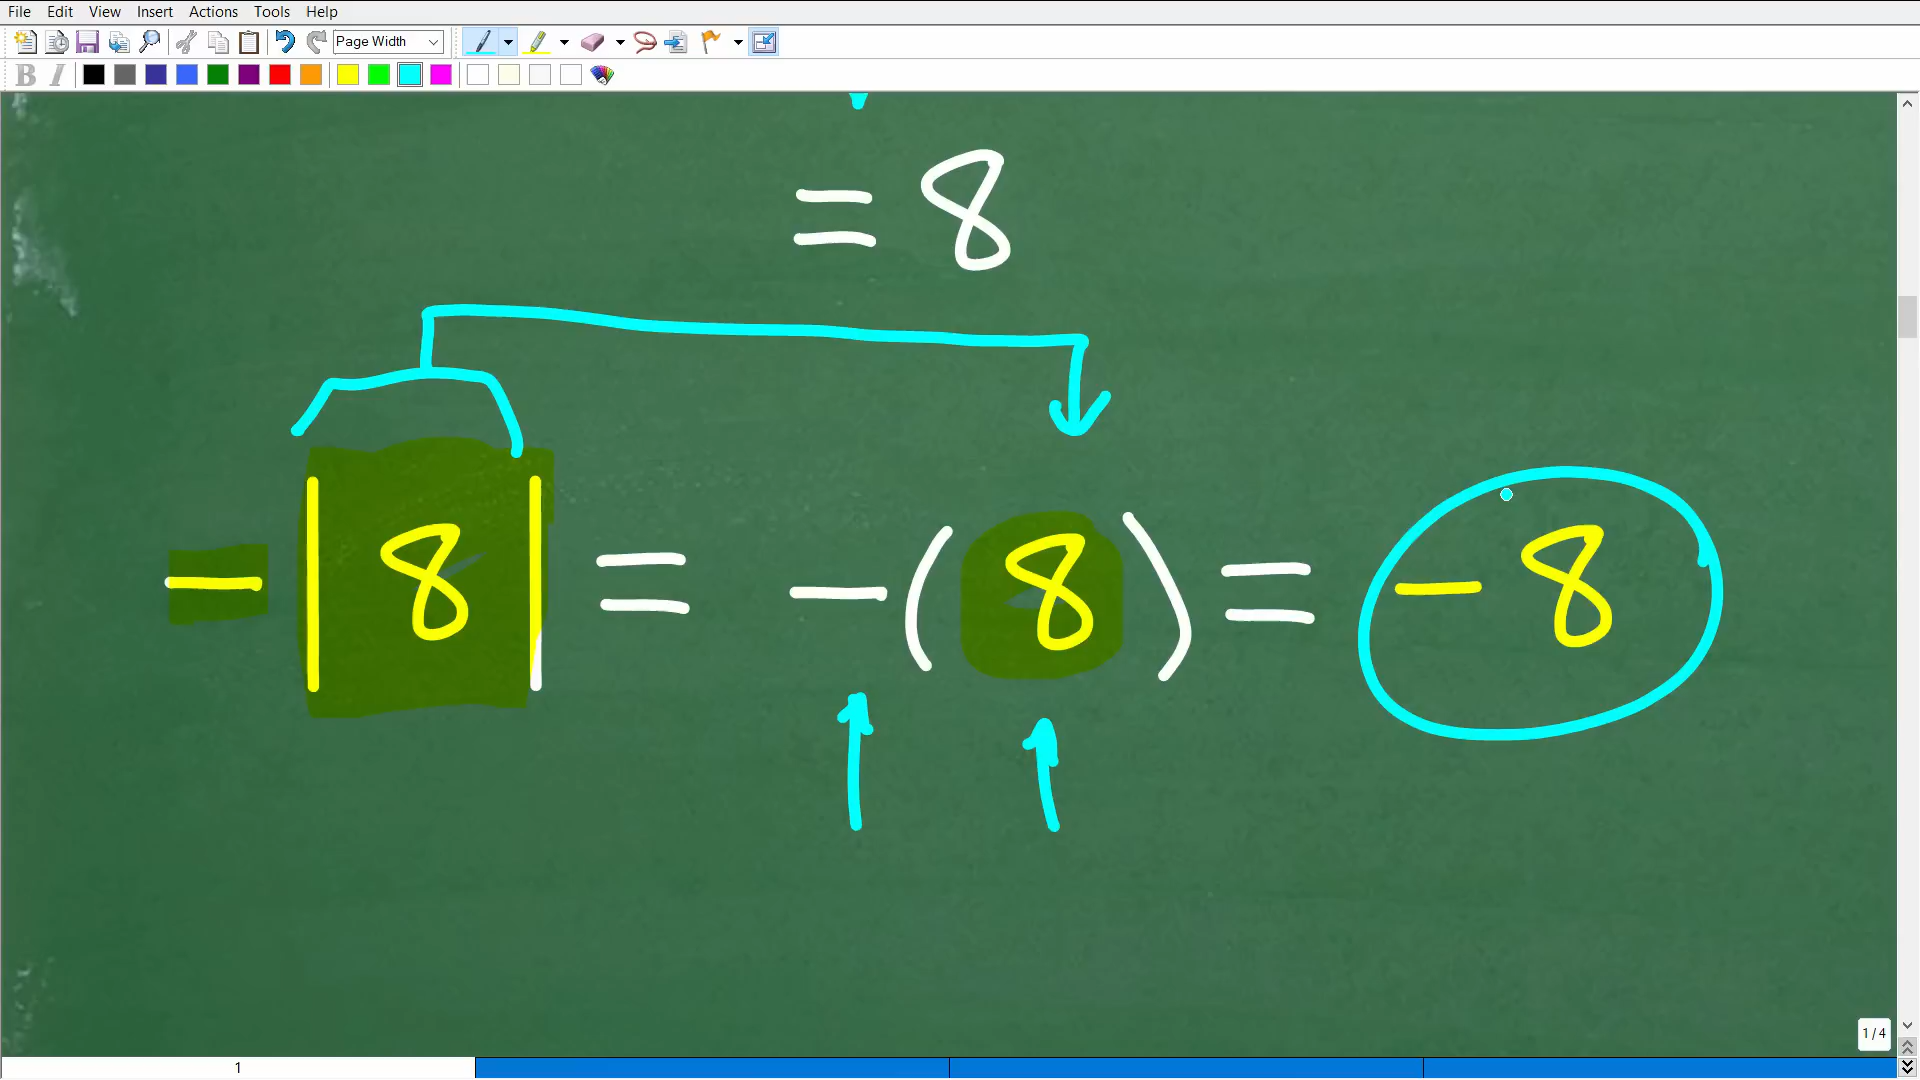 File Edit View Insert Actions Tools Help
Page Width
B I
= 8
-|8| = -(8) = -8
1 / 4
1